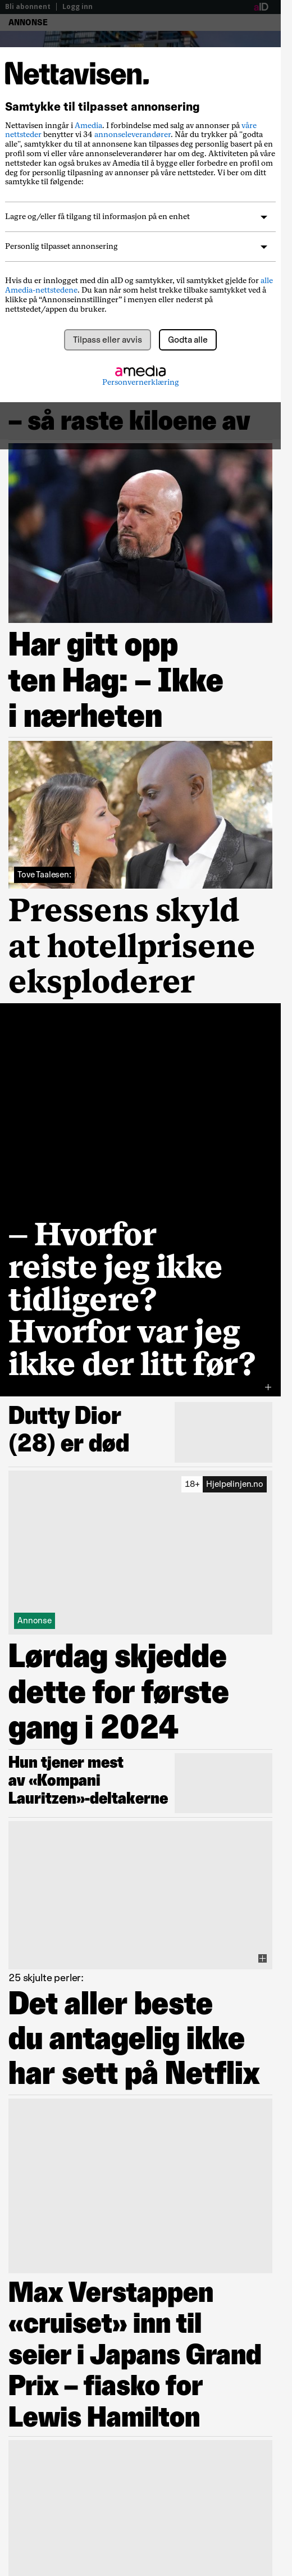 Bli abonnent | Logg inn
aID
ANNONSE
Nettavisen.
Samtykke til tilpasset annonsering
Nettavisen inngår i Amedia. I forbindelse med salg av annonser på våre
nettsteder benytter vi 34 annonseleverandører. Når du trykker på "godta
alle", samtykker du til at annonsene kan tilpasses deg personlig basert på en
profil som vi eller våre annonseleverandører har om deg. Aktiviteten på våre
nettsteder kan også brukes av Amedia til å bygge eller forbedre en profil om
deg for personlig tilpasning av annonser på våre nettsteder. Vi ber om ditt
samtykke til følgende:
Lagre og/eller få tilgang til informasjon på en enhet
Personlig tilpasset annonsering
Hvis du er innlogget med din aID og samtykker, vil samtykket gjelde for alle
Amedia-nettstedene. Du kan når som helst trekke tilbake samtykket ved å
klikke på “Annonseinnstillinger” i menyen eller nederst på
nettstedet/appen du bruker.
Tilpass eller avvis
Godta alle
amedia
Personvernerklæring
– så raste kiloene av
Har gitt opp
ten Hag: – Ikke
i nærheten
Tove Taalesen:
Pressens skyld
at hotellprisene
eksploderer
– Hvorfor
reiste jeg ikke
tidligere?
Hvorfor var jeg
ikke der litt før?
Dutty Dior
(28) er død
18+ Hjelpelinjen.no
Annonse
Lørdag skjedde
dette for første
gang i 2024
Hun tjener mest
av «Kompani
Lauritzen»-deltakerne
25 skjulte perler:
Det aller beste
du antagelig ikke
har sett på Netflix
Max Verstappen
«cruiset» inn til
seier i Japans Grand
Prix – fiasko for
Lewis Hamilton